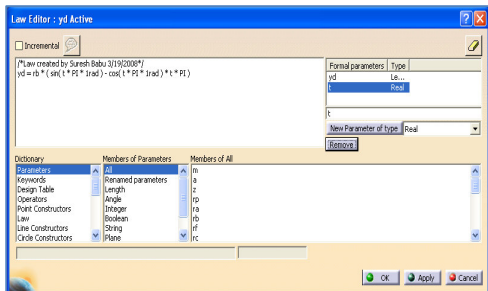 Law Editor : yd Active
Incremental
/*Law created by Suresh Babu 3/19/2008*/
yd = rb * ( sin( t * PI * 1rad ) - cos( t * PI * 1rad ) * t * PI )
Formal parameters Type
yd Le...
t Real
t
New Parameter of type Real
Remove
Dictionary Members of Parameters Members of All
Parameters All m
Keywords Renamed parameters a
Design Table Length z
Operators Angle rp
Point Constructors Integer ra
Law Boolean rb
Line Constructors String rf
Circle Constructors Plane rc
OK Apply Cancel